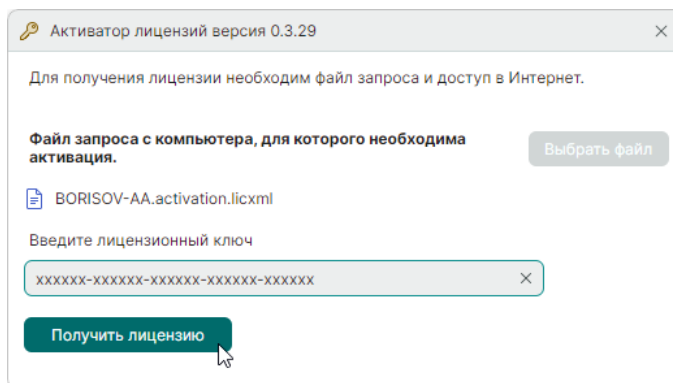 Активатор лицензий версия 0.3.29
Для получения лицензии необходим файл запроса и доступ в Интернет.
Файл запроса с компьютера, для которого необходима
активация.
Выбрать файл
BORISOV-AA.activation.licxml
Введите лицензионный ключ
xxxxxx-xxxxxx-xxxxxx-xxxxxx-xxxxxx
Получить лицензию